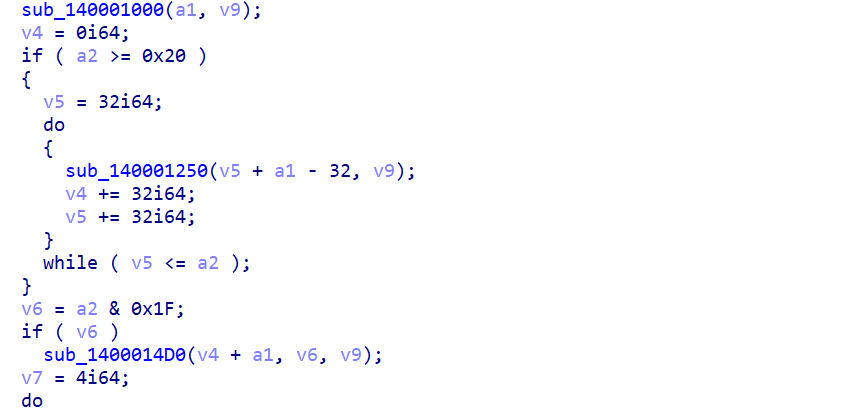 sub_140001000(a1, v9);
v4 = 0i64;
if ( a2 >= 0x20 )
{
v5 = 32i64;
do
{
sub_140001250(v5 + a1 - 32, v9);
v4 += 32i64;
v5 += 32i64;
}
while ( v5 <= a2 );
}
v6 = a2 & 0x1F;
if ( v6 )
sub_1400014D0(v4 + a1, v6, v9);
v7 = 4i64;
do